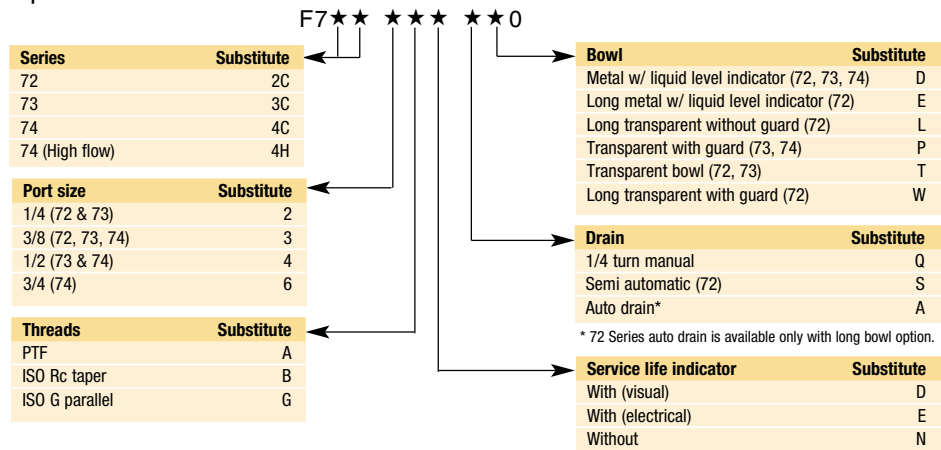 F7★★ ★★★ ★★0
Series Substitute
72 2C
73 3C
74 4C
74 (High flow) 4H
Port size Substitute
1/4 (72 & 73) 2
3/8 (72, 73, 74) 3
1/2 (73 & 74) 4
3/4 (74) 6
Threads Substitute
PTF A
ISO Rc taper B
ISO G parallel G
Bowl Substitute
Metal w/ liquid level indicator (72, 73, 74) D
Long metal w/ liquid level indicator (72) E
Long transparent without guard (72) L
Transparent with guard (73, 74) P
Transparent bowl (72, 73) T
Long transparent with guard (72) W
Drain Substitute
1/4 turn manual Q
Semi automatic (72) S
Auto drain* A
* 72 Series auto drain is available only with long bowl option.
Service life indicator Substitute
With (visual) D
With (electrical) E
Without N